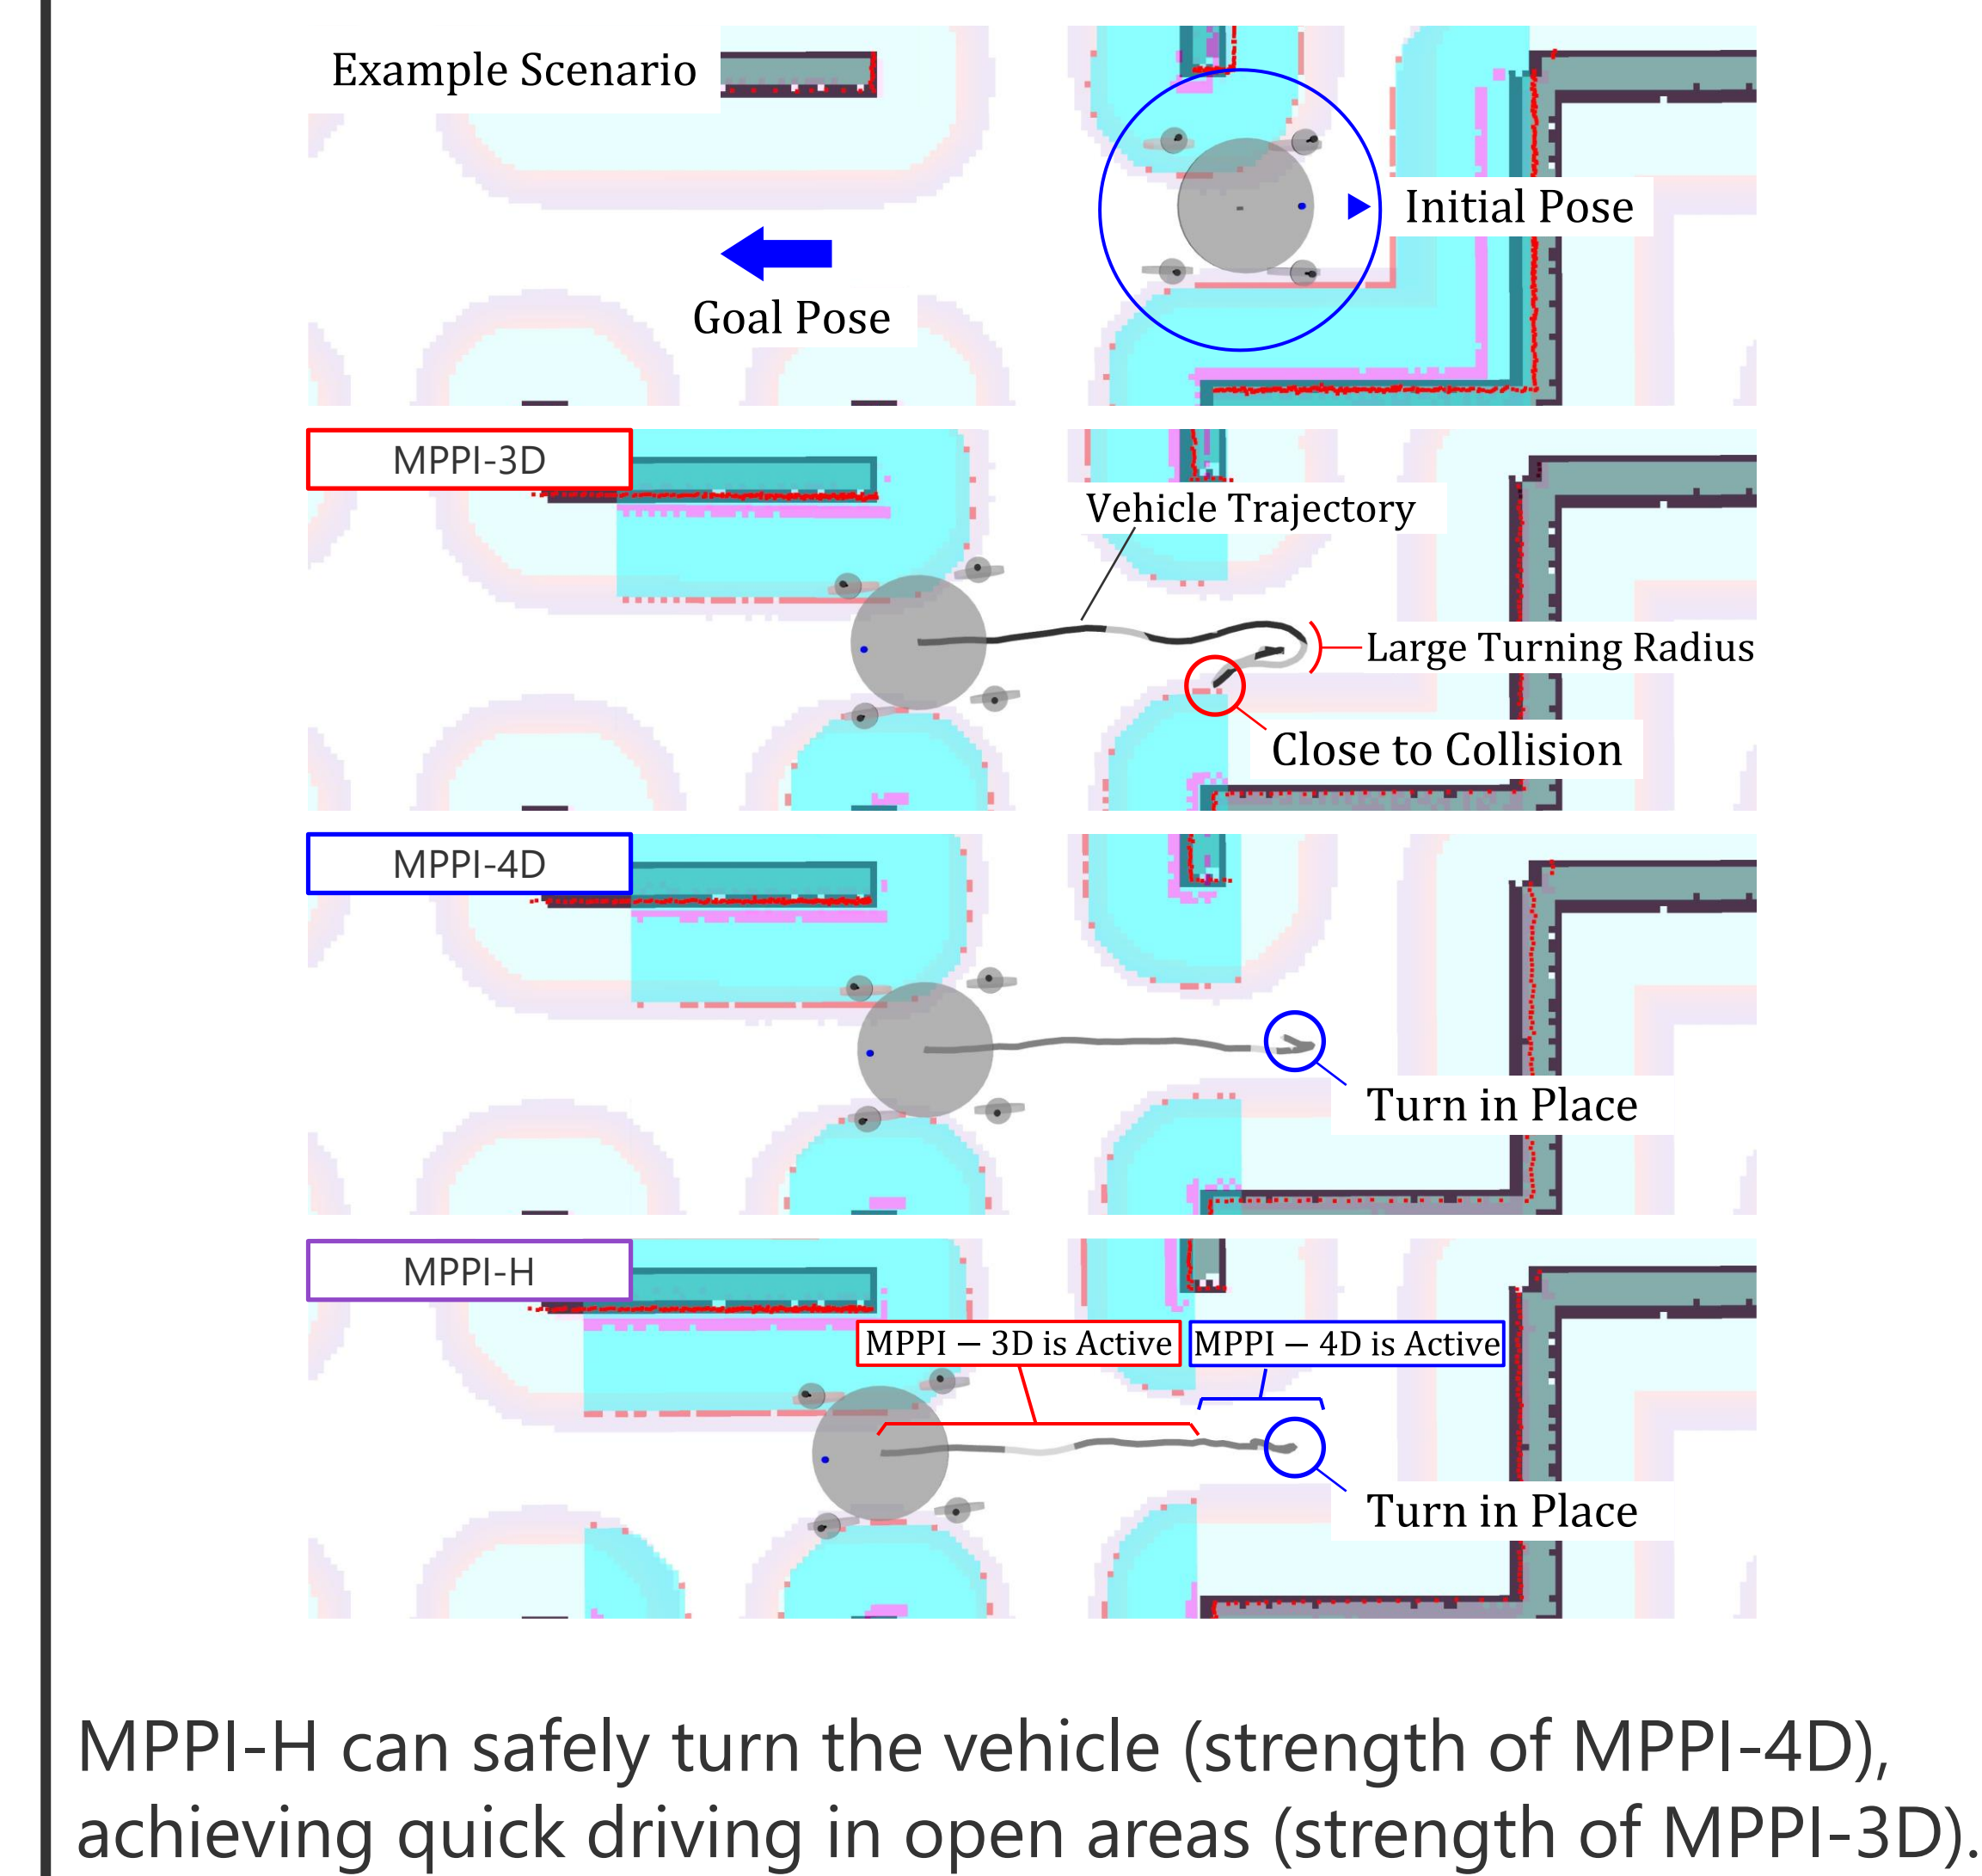 Example Scenario
Initial Pose
Goal Pose
MPPI-3D
Vehicle Trajectory
Large Turning Radius
Close to Collision
MPPI-4D
Turn in Place
MPPI-H
MPPI − 3D is Active
MPPI − 4D is Active
Turn in Place
MPPI-H can safely turn the vehicle (strength of MPPI-4D),
achieving quick driving in open areas (strength of MPPI-3D).